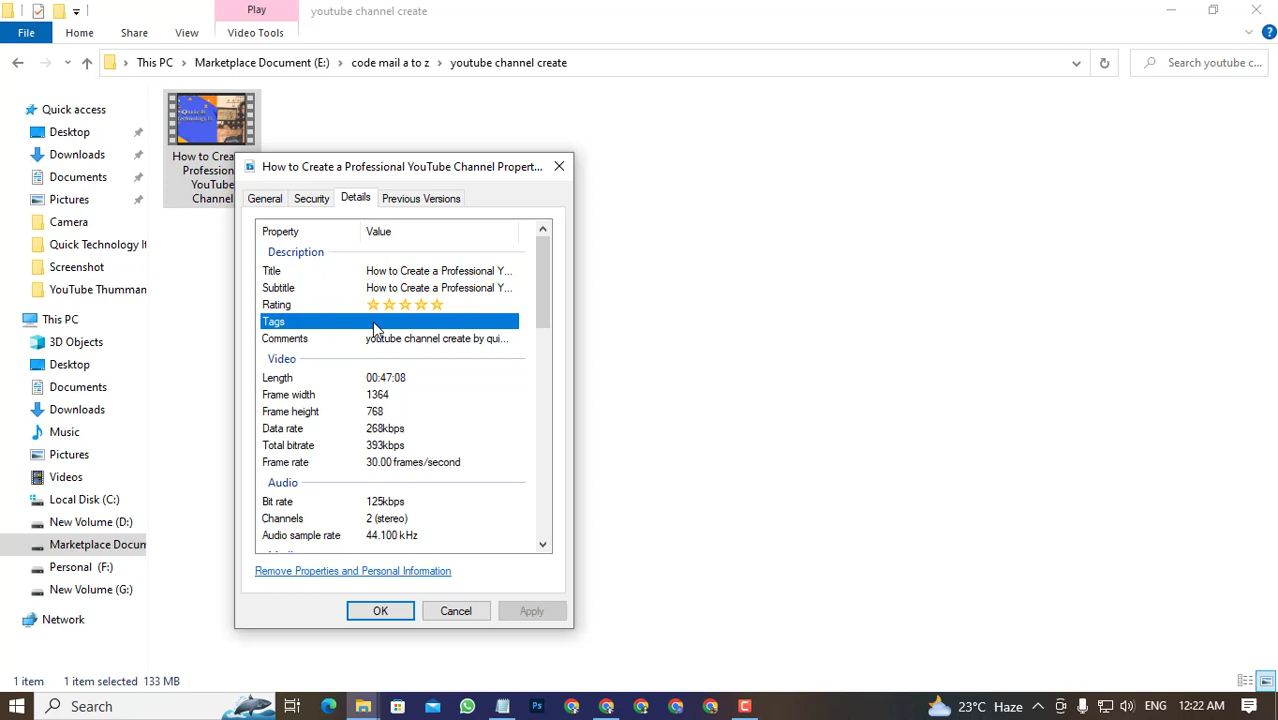 Play
youtube channel create
File
Home
Share
View
Video Tools
This PC
Marketplace Document (E:)
code mail a to z
youtube channel create
Search youtube c...
Quick access
Desktop
Downloads
Documents
Pictures
Camera
Quick Technology It
Screenshot
YouTube Thumman
This PC
3D Objects
Desktop
Documents
Downloads
Music
Pictures
Videos
Local Disk (C:)
New Volume (D:)
Marketplace Docum
Personal (F:)
New Volume (G:)
Network
How to Crea
Professional
YouTube
Channel
How to Create a Professional YouTube Channel Propert...
General
Security
Details
Previous Versions
Property Value
Description
Title How to Create a Professional Y...
Subtitle How to Create a Professional Y...
Rating
Tags
Comments youtube channel create by qui...
Video
Length 00:47:08
Frame width 1364
Frame height 768
Data rate 268kbps
Total bitrate 393kbps
Frame rate 30.00 frames/second
Audio
Bit rate 125kbps
Channels 2 (stereo)
Audio sample rate 44.100 kHz
Remove Properties and Personal Information
OK
Cancel
Apply
1 item
1 item selected 133 MB
Search
Ps
23°C Haze
ENG
12:22 AM